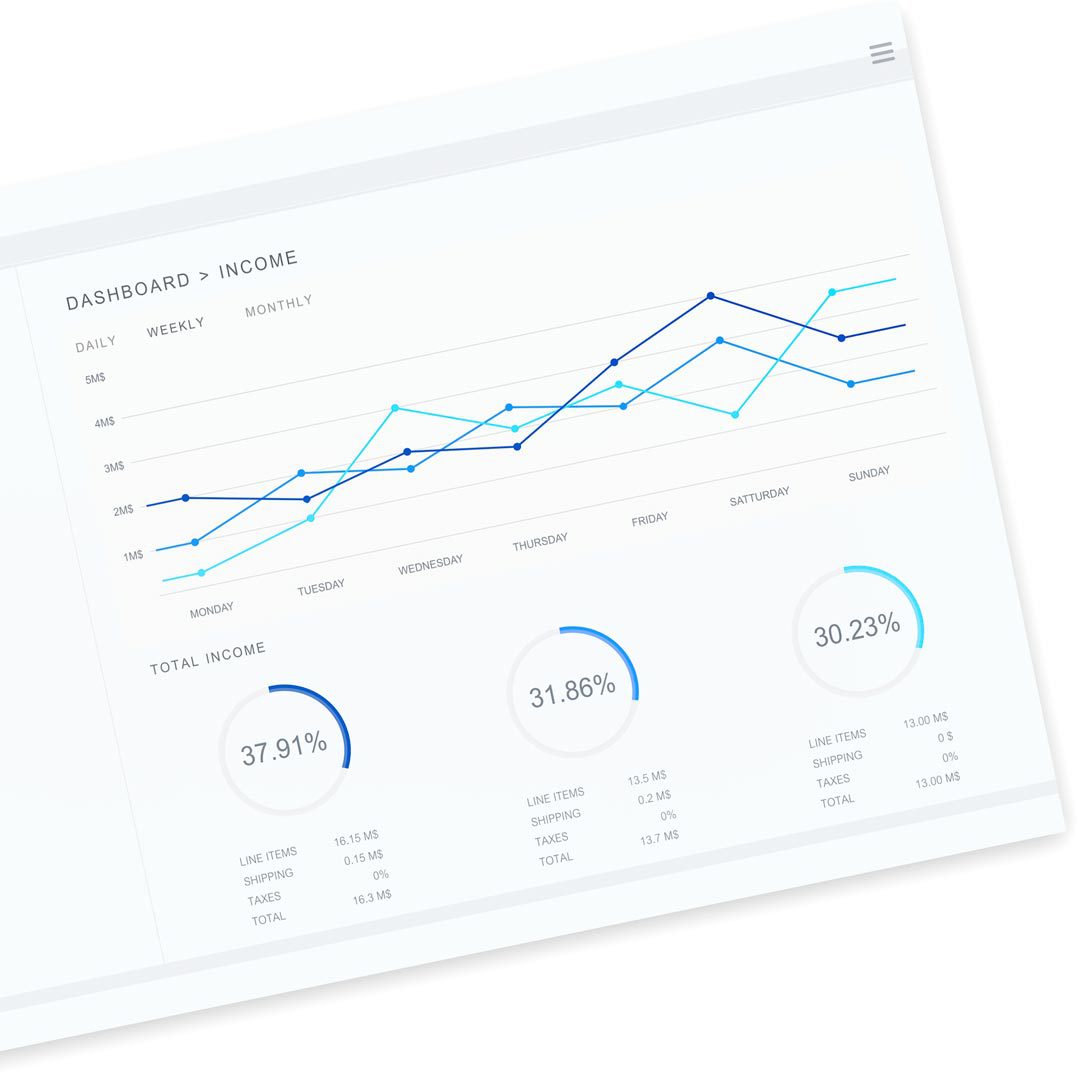 DASHBOARD > INCOME
DAILY WEEKLY MONTHLY
5M$
4M$
3M$
2M$
1M$
MONDAY TUESDAY WEDNESDAY THURSDAY FRIDAY SATTURDAY SUNDAY
TOTAL INCOME
37.91%
LINE ITEMS 16.15 M$
SHIPPING 0.15 M$
TAXES 0%
TOTAL 16.3 M$
31.86%
LINE ITEMS 13.5 M$
SHIPPING 0.2 M$
TAXES 0%
TOTAL 13.7 M$
30.23%
LINE ITEMS 13.00 M$
SHIPPING 0 $
TAXES 0%
TOTAL 13.00 M$